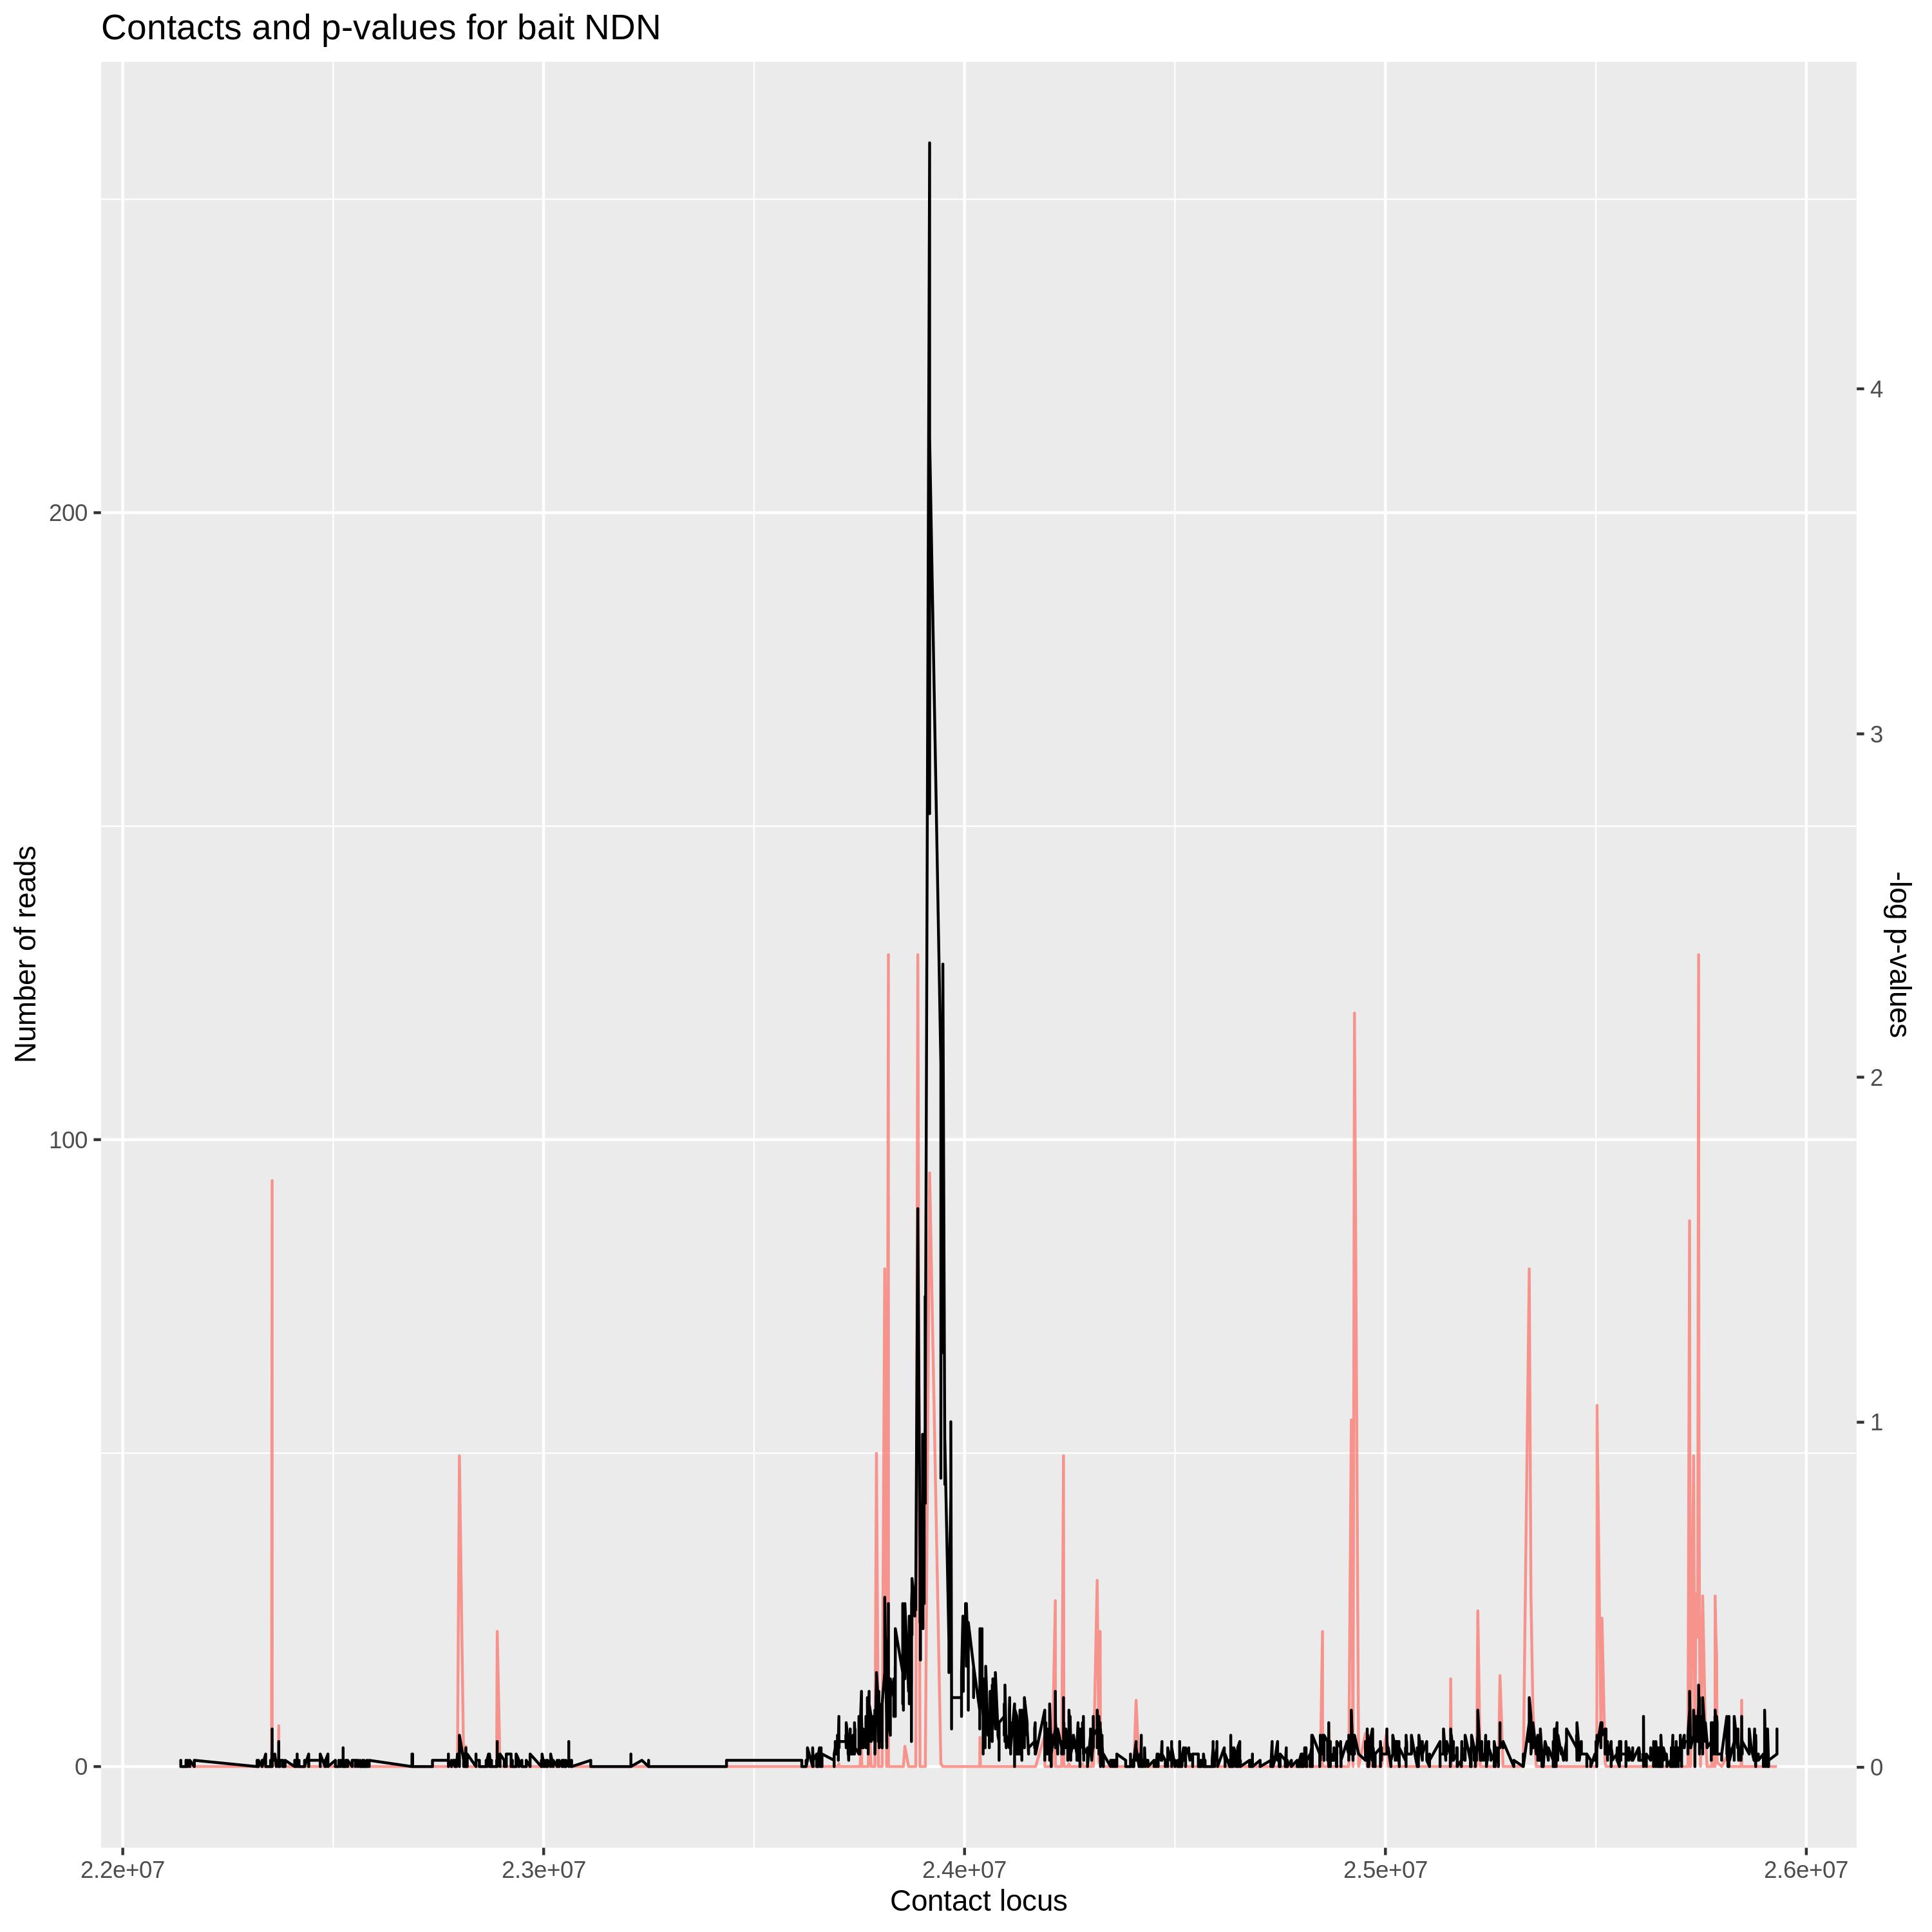 Contacts and p-values for bait NDN
Number of reads
200
100
0
-log p-values
4
3
2
1
0
2.2e+07
2.3e+07
2.4e+07
2.5e+07
2.6e+07
Contact locus